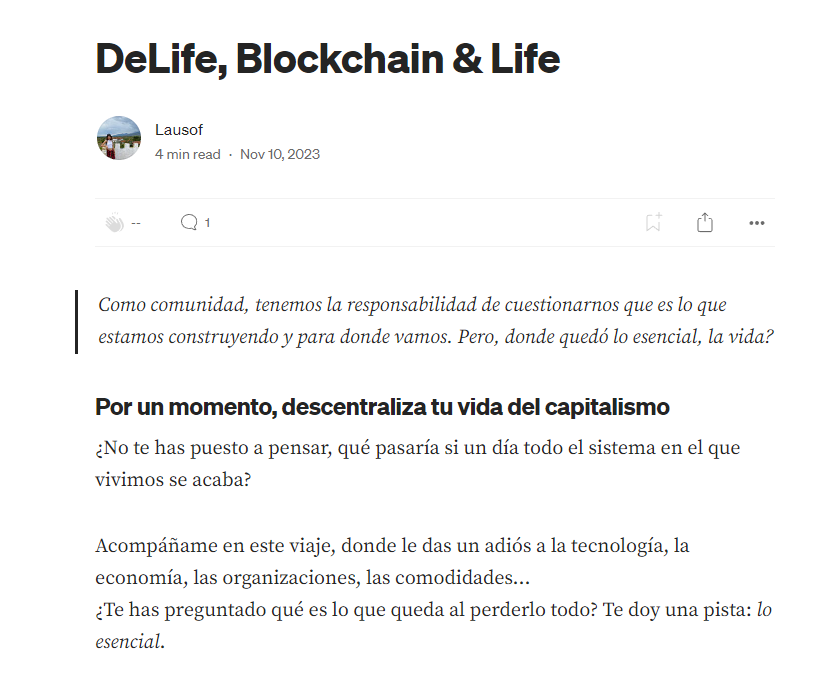 DeLife, Blockchain & Life
Lausof
4 min read · Nov 10, 2023
--
1
Como comunidad, tenemos la responsabilidad de cuestionarnos que es lo que
estamos construyendo y para donde vamos. Pero, donde quedó lo esencial, la vida?
Por un momento, descentraliza tu vida del capitalismo
¿No te has puesto a pensar, qué pasaría si un día todo el sistema en el que
vivimos se acaba?
Acompáñame en este viaje, donde le das un adiós a la tecnología, la
economía, las organizaciones, las comodidades…
¿Te has preguntado qué es lo que queda al perderlo todo? Te doy una pista: lo
esencial.